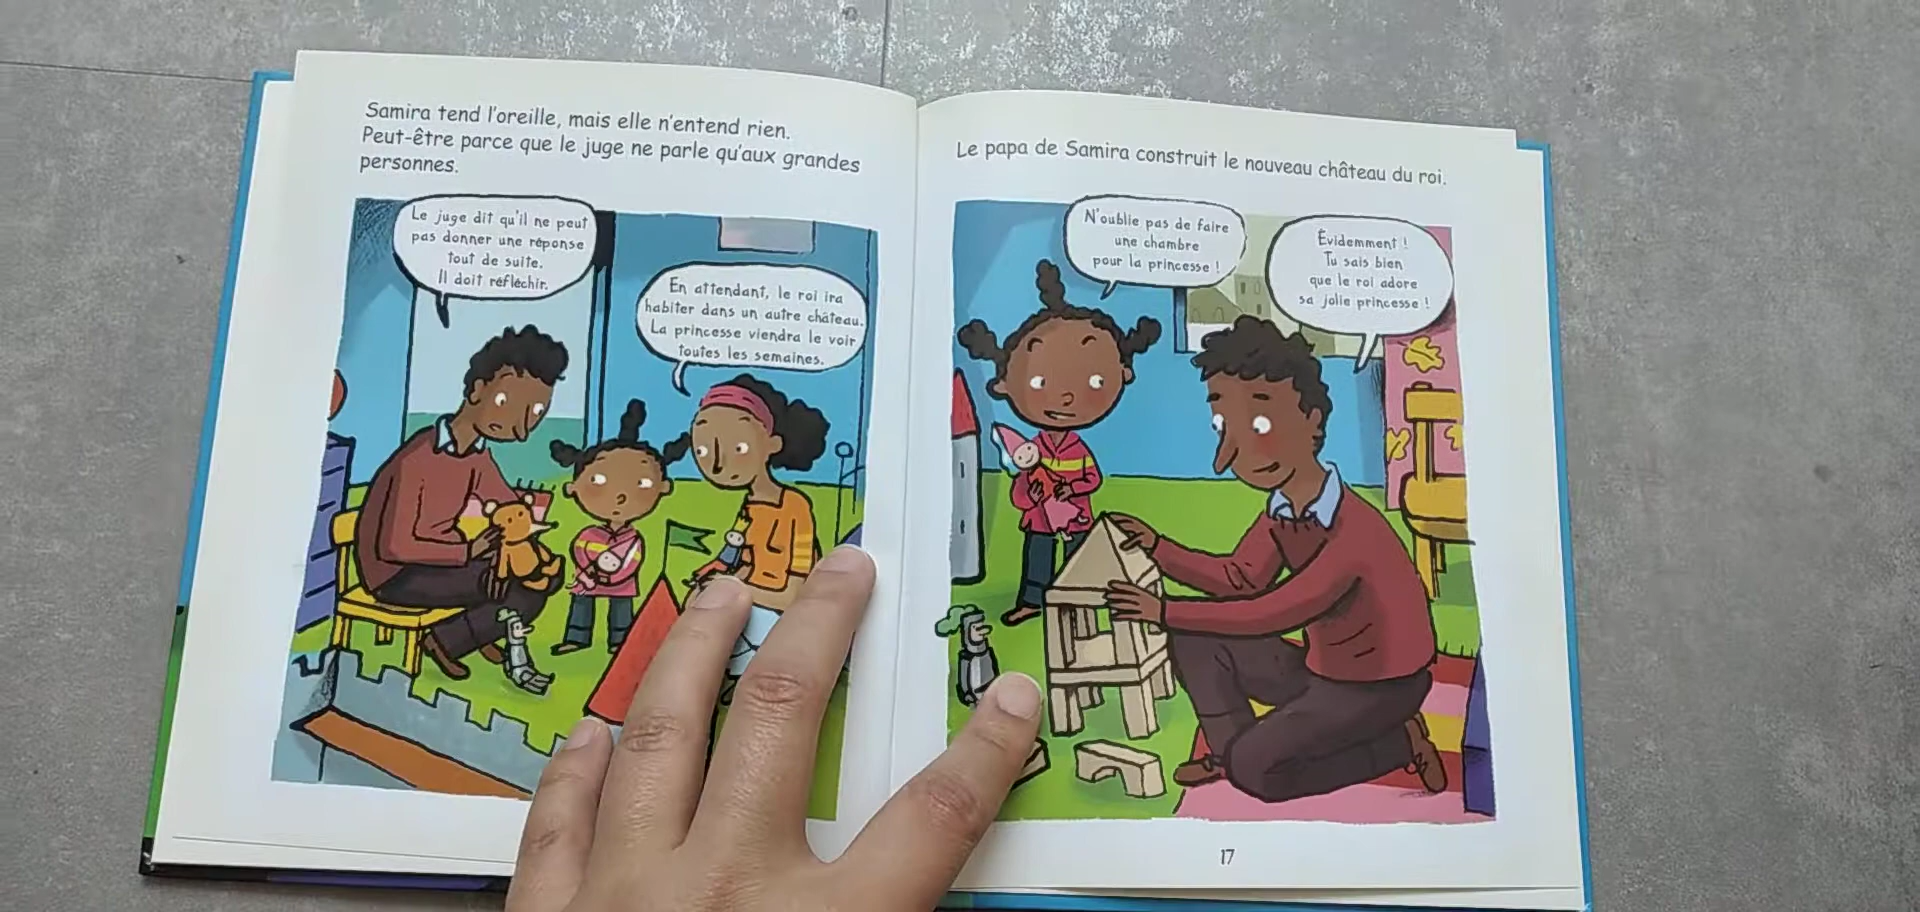 Samira tend l'oreille, mais elle n'entend rien.
Peut-être parce que le juge ne parle qu'aux grandes
personnes.
Le juge dit qu'il ne peut
pas donner une réponse
tout de suite.
Il doit réfléchir.
En attendant, le roi ira
habiter dans un autre château.
La princesse viendra le voir
toutes les semaines.
Le papa de Samira construit le nouveau château du roi.
N'oublie pas de faire
une chambre
pour la princesse !
Évidemment !
Tu sais bien
que le roi adore
sa jolie princesse !
17